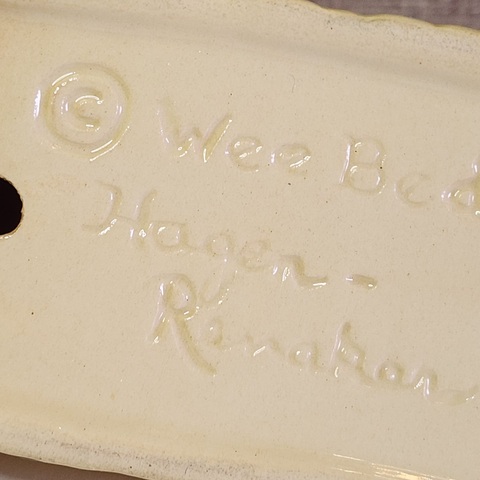 © Wee Bed
Hagen-
Renaker